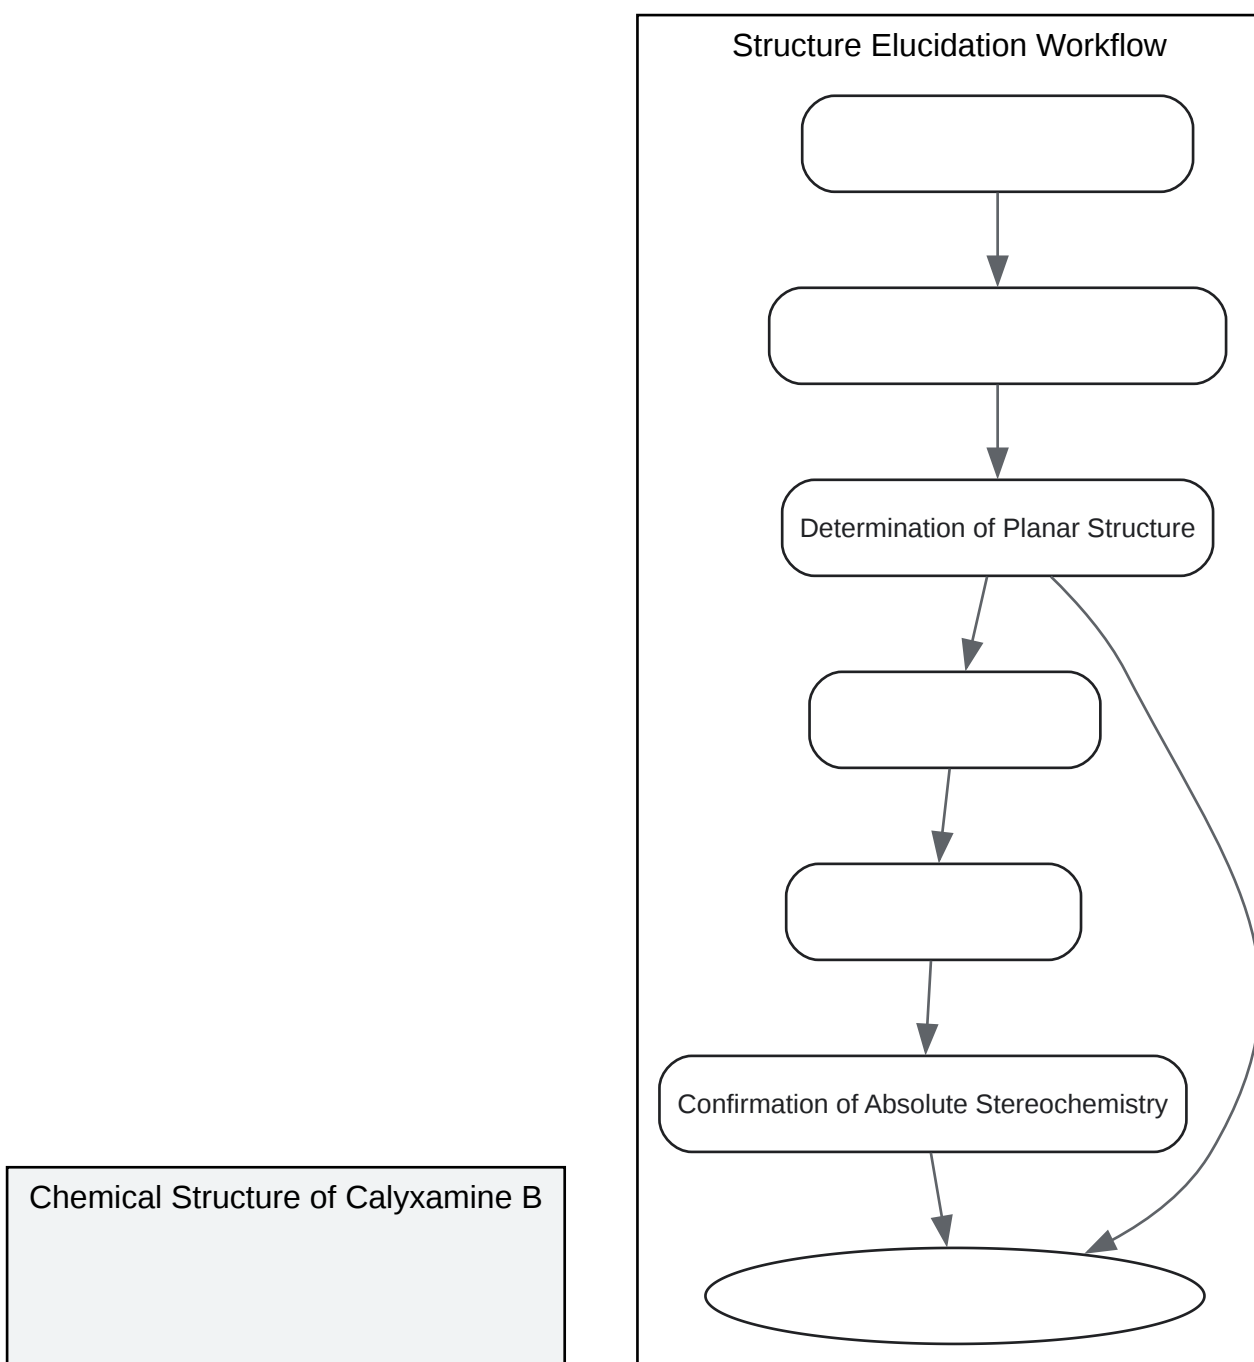 Structure Elucidation Workflow
Determination of Planar Structure
Confirmation of Absolute Stereochemistry
Chemical Structure of Calyxamine B